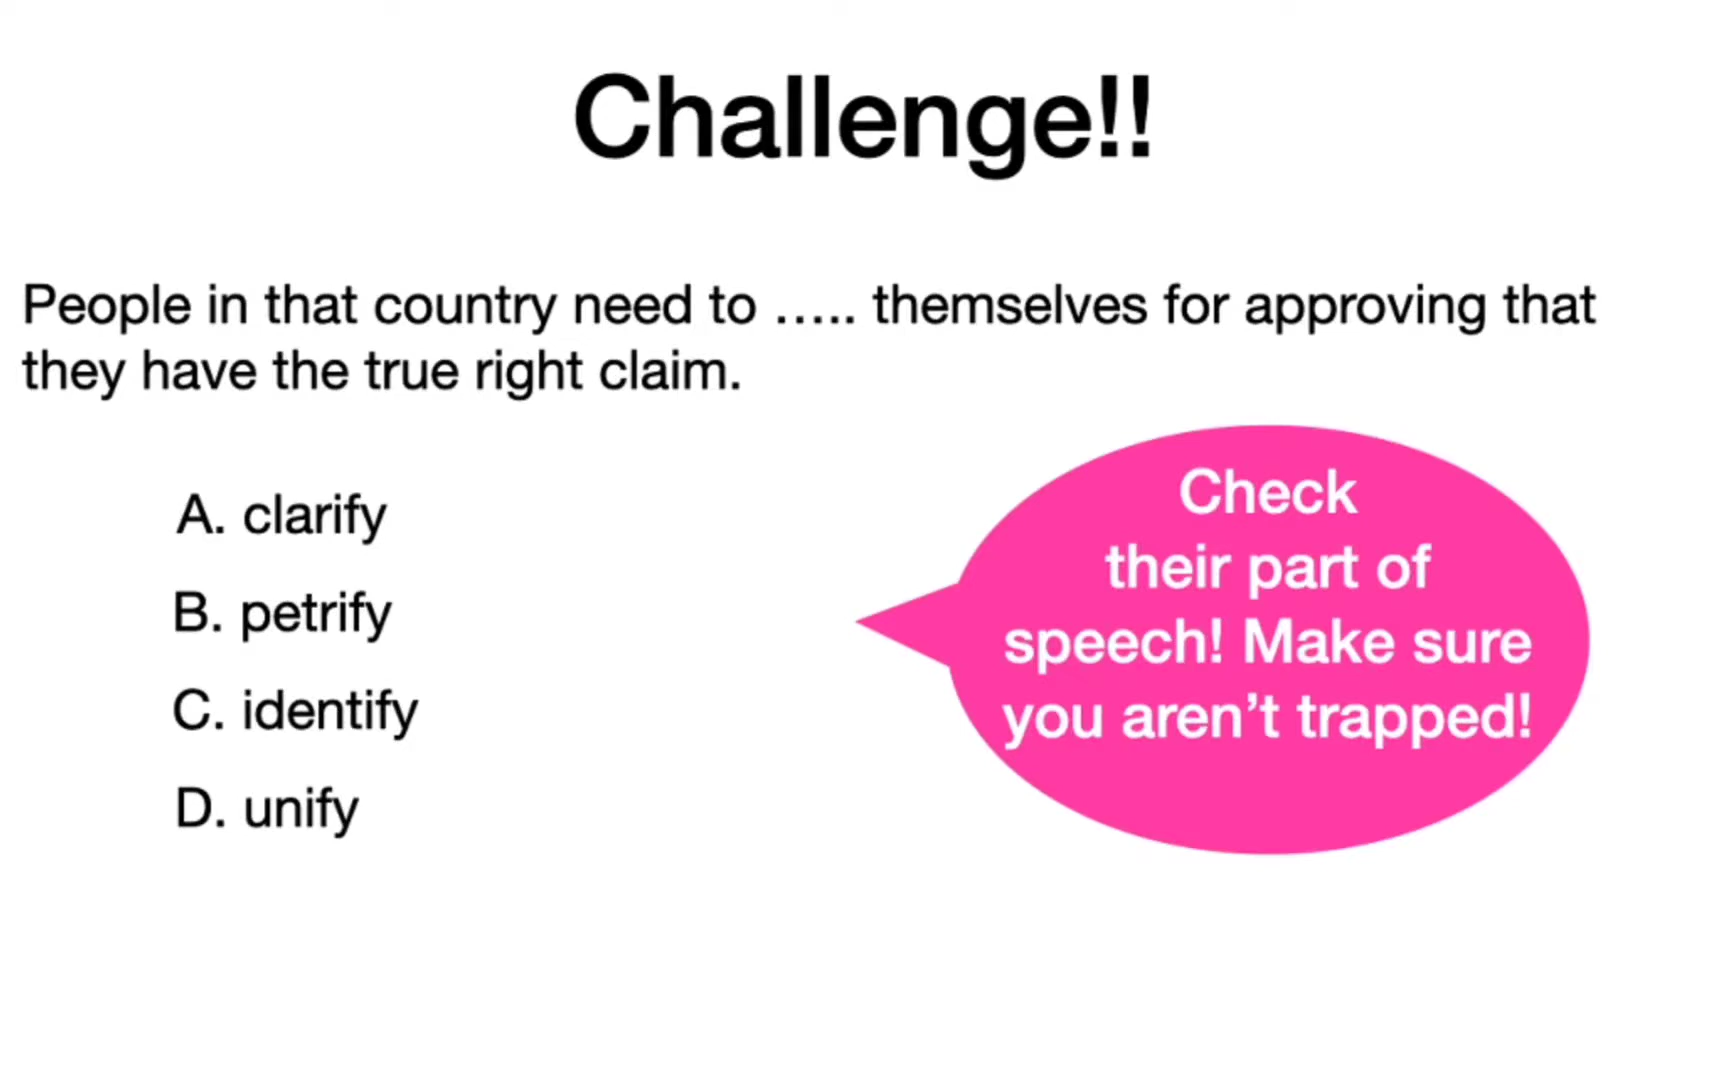 Challenge!!
People in that country need to ..... themselves for approving that
they have the true right claim.
A. clarify
B. petrify
C. identify
D. unify
Check
their part of
speech! Make sure
you aren’t trapped!